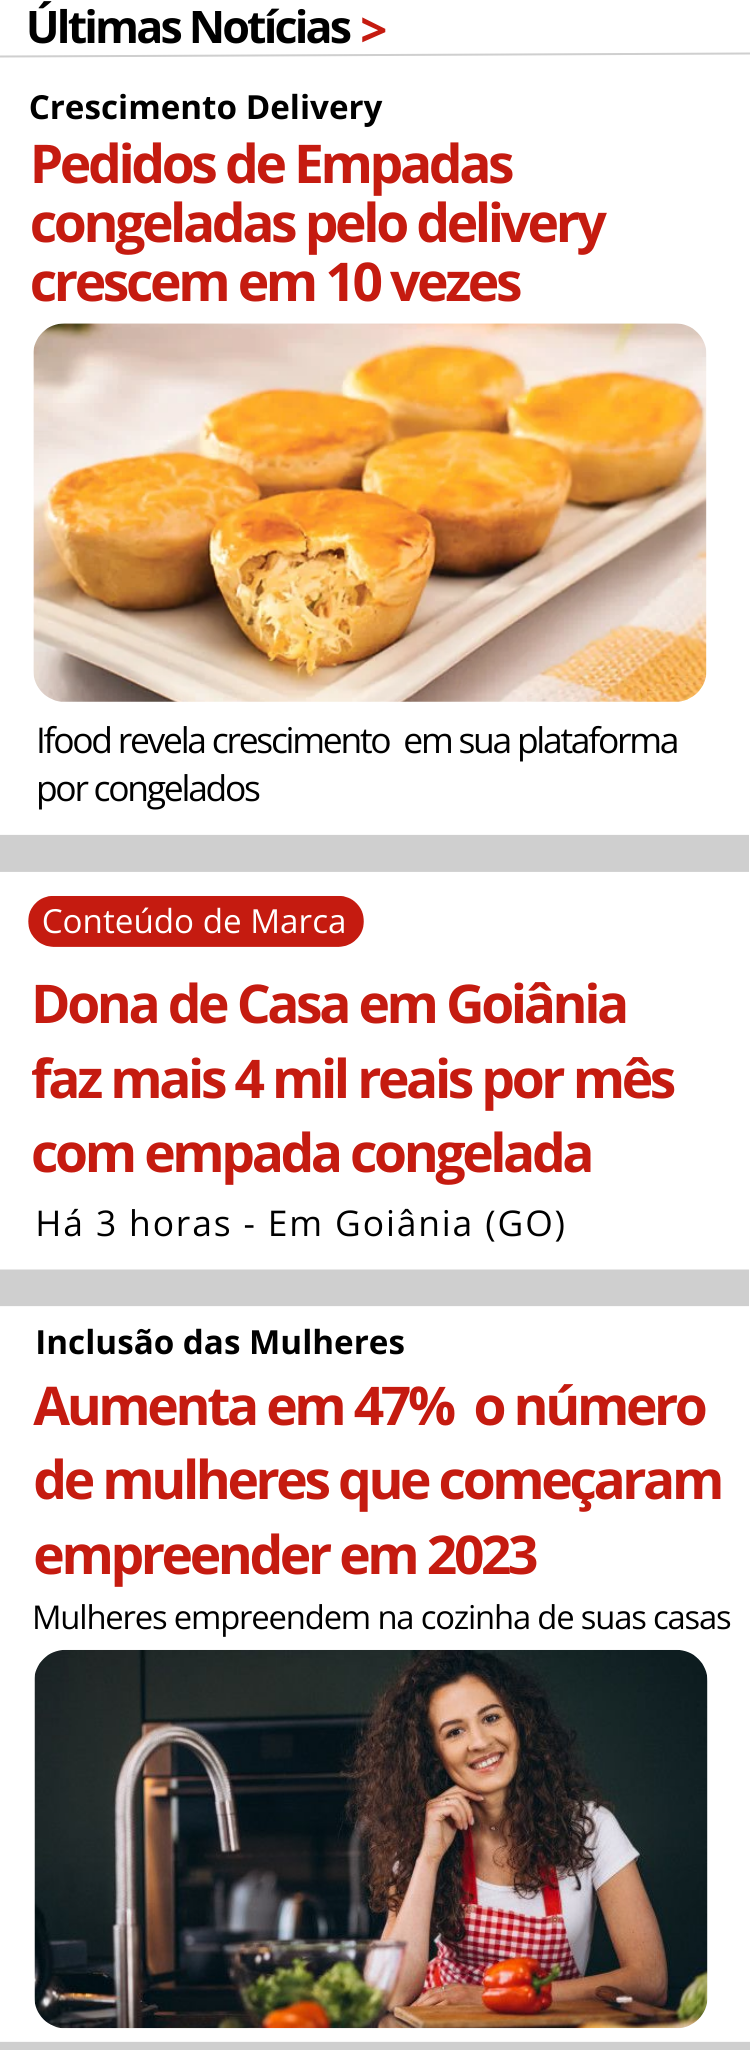 Últimas Notícias >
Crescimento Delivery
Pedidos de Empadas
congeladas pelo delivery
crescem em 10 vezes
Ifood revela crescimento em sua plataforma
por congelados
Conteúdo de Marca
Dona de Casa em Goiânia
faz mais 4 mil reais por mês
com empada congelada
Há 3 horas - Em Goiânia (GO)
Inclusão das Mulheres
Aumenta em 47% o número
de mulheres que começaram
empreender em 2023
Mulheres empreendem na cozinha de suas casas